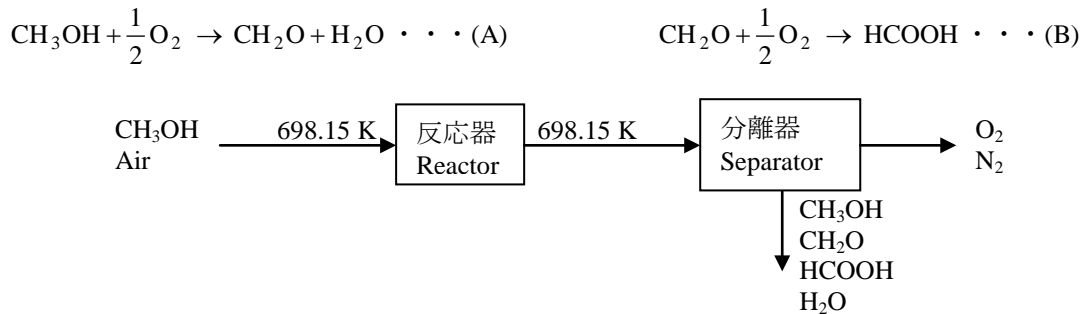 CH₃OH + 1/2 O₂ → CH₂O + H₂O ・・・(A)
CH₂O + 1/2 O₂ → HCOOH ・・・(B)
CH₃OH
Air
698.15 K
反応器
Reactor
698.15 K
分離器
Separator
O₂
N₂
CH₃OH
CH₂O
HCOOH
H₂O